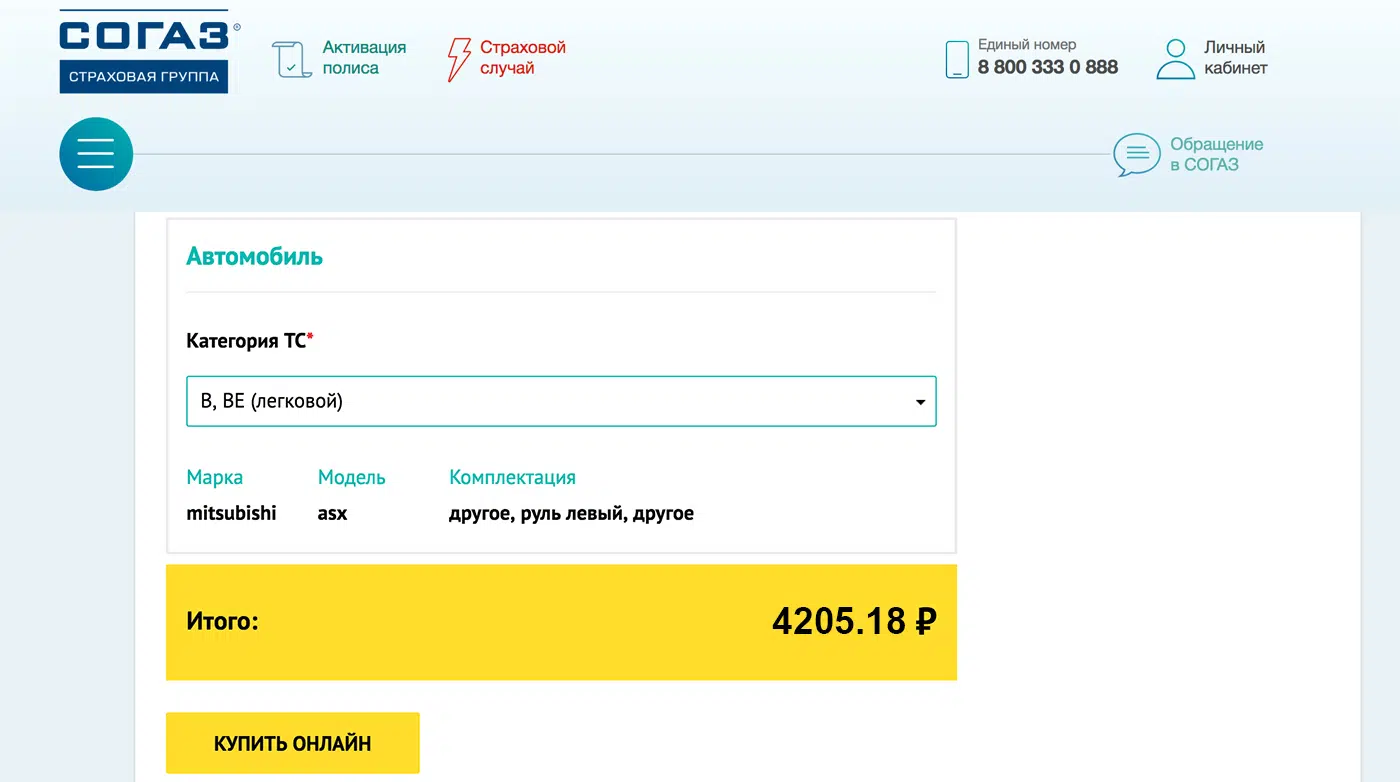 СОГАЗ®
СТРАХОВАЯ ГРУППА
Активация
полиса
Страховой
случай
Единый номер
8 800 333 0 888
Личный
кабинет
Обращение
в СОГАЗ
Автомобиль
Категория ТС*
B, BE (легковой)
Марка Модель Комплектация
mitsubishi asx другое, руль левый, другое
Итого: 4205.18 ₽
КУПИТЬ ОНЛАЙН